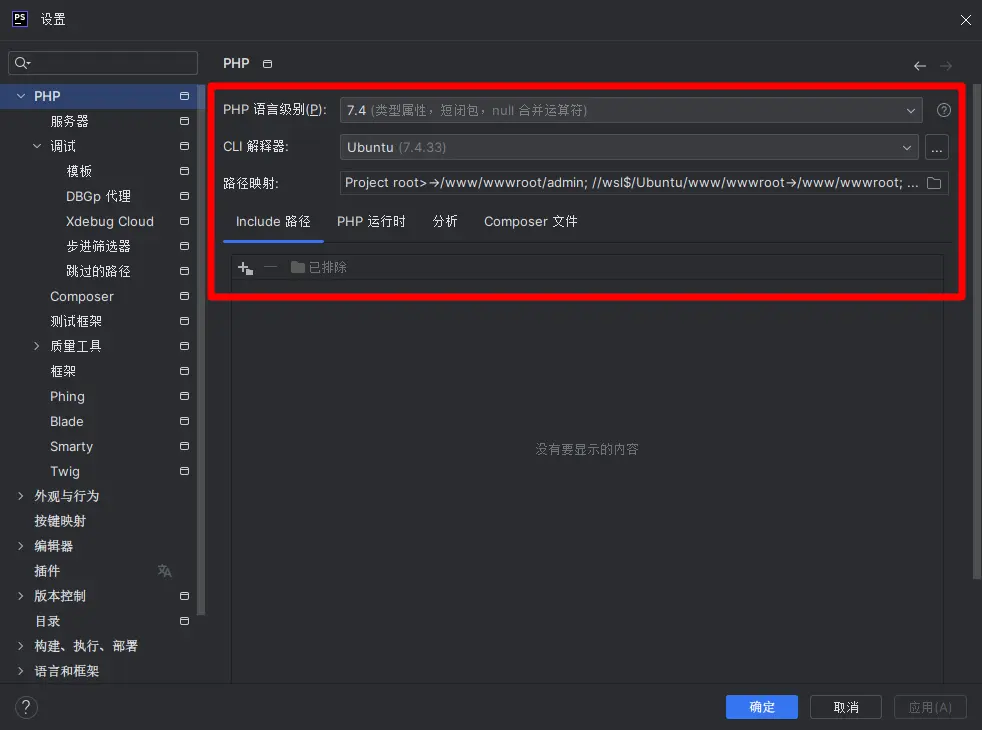 PS 设置
PHP
PHP
服务器
调试
模板
DBGp 代理
Xdebug Cloud
步进筛选器
跳过的路径
Composer
测试框架
质量工具
框架
Phing
Blade
Smarty
Twig
外观与行为
按键映射
编辑器
插件
版本控制
目录
构建、执行、部署
语言和框架
PHP 语言级别(P): 7.4 (类型属性，短闭包，null 合并运算符)
CLI 解释器: Ubuntu (7.4.33) ...
路径映射: Project root>→/www/wwwroot/admin; //wsl$/Ubuntu/www/wwwroot→/www/wwwroot; ...
Include 路径 PHP 运行时 分析 Composer 文件
已排除
没有要显示的内容
? 确定 取消 应用(A)